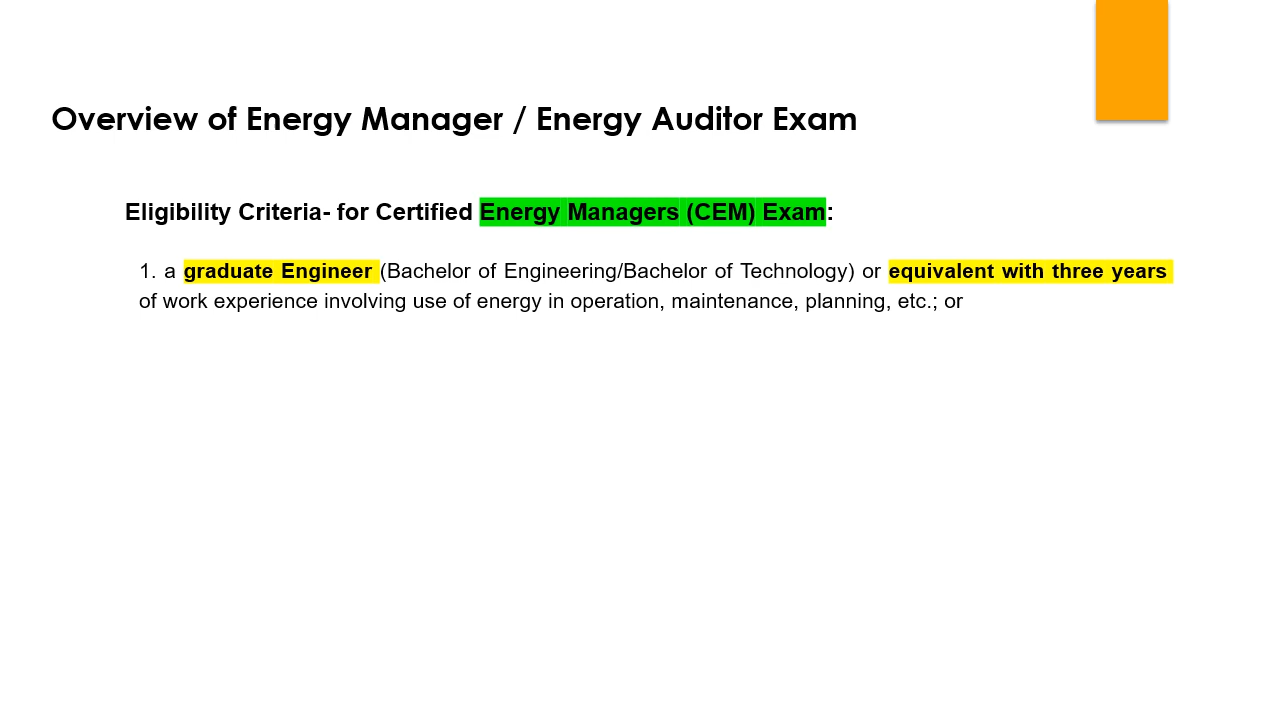 Overview of Energy Manager / Energy Auditor Exam
Eligibility Criteria- for Certified Energy Managers (CEM) Exam:
1. a graduate Engineer (Bachelor of Engineering/Bachelor of Technology) or equivalent with three years
of work experience involving use of energy in operation, maintenance, planning, etc.; or